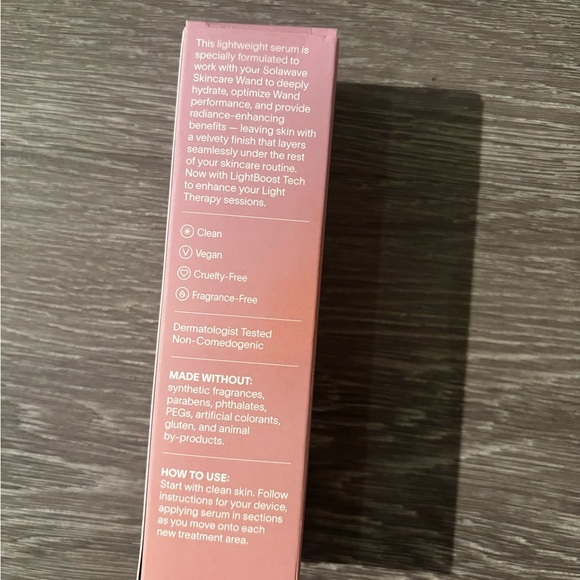 This lightweight serum is
specially formulated to
work with your Solawave
Skincare Wand to deeply
hydrate, optimize Wand
performance, and provide
radiance-enhancing
benefits — leaving skin with
a velvety finish that layers
seamlessly under the rest
of your skincare routine.
Now with LightBoost Tech
to enhance your Light
Therapy sessions.
Clean
Vegan
Cruelty-Free
Fragrance-Free
Dermatologist Tested
Non-Comedogenic
MADE WITHOUT:
synthetic fragrances,
parabens, phthalates,
PEGs, artificial colorants,
gluten, and animal
by-products.
HOW TO USE:
Start with clean skin. Follow
instructions for your device,
applying serum in sections
as you move onto each
new treatment area.